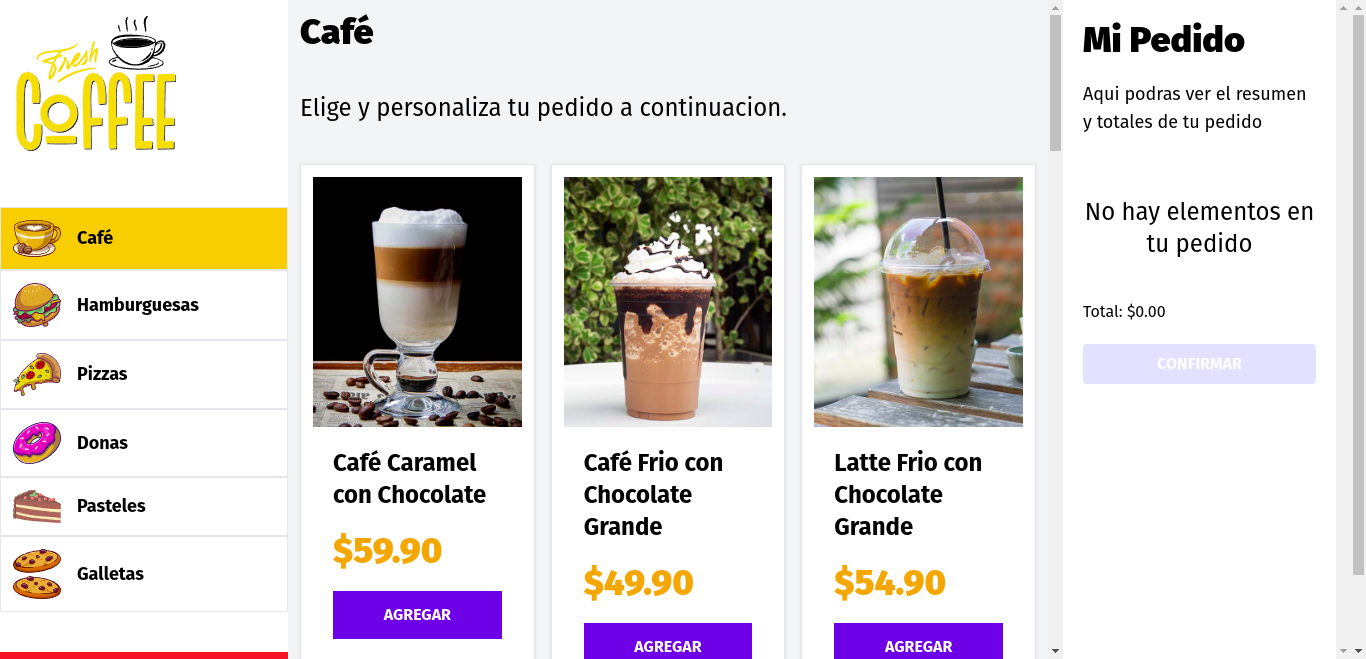 Fresh
COFFEE
Café
Hamburguesas
Pizzas
Donas
Pasteles
Galletas
Café
Elige y personaliza tu pedido a continuacion.
Café Caramel
con Chocolate
$59.90
AGREGAR
Café Frio con
Chocolate
Grande
$49.90
AGREGAR
Latte Frio con
Chocolate
Grande
$54.90
AGREGAR
Mi Pedido
Aqui podras ver el resumen
y totales de tu pedido
No hay elementos en
tu pedido
Total: $0.00
CONFIRMAR